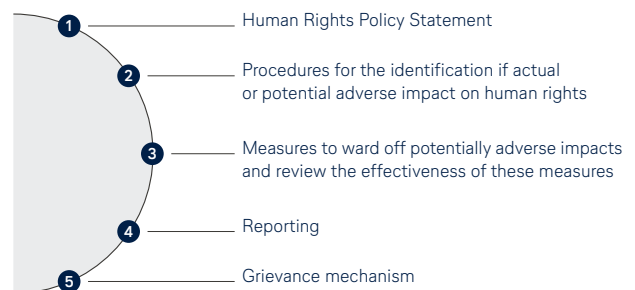 1 Human Rights Policy Statement
2 Procedures for the identification if actual
or potential adverse impact on human rights
3 Measures to ward off potentially adverse impacts
and review the effectiveness of these measures
4 Reporting
5 Grievance mechanism